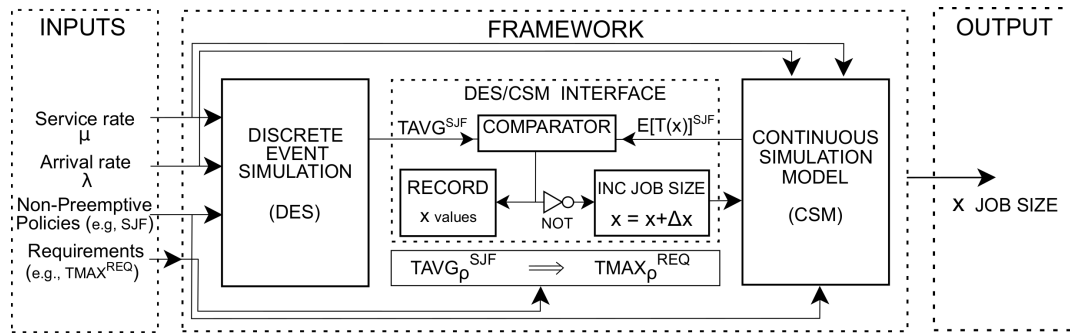 INPUTS
Service rate
μ
Arrival rate
λ
Non-Preemptive
Policies (e.g, SJF)
Requirements
(e.g., TMAX^REQ)
FRAMEWORK
DISCRETE
EVENT
SIMULATION
(DES)
DES/CSM INTERFACE
TAVG^SJF
COMPARATOR
E[T(x)]^SJF
RECORD
x values
NOT
INC JOB SIZE
x = x+Δx
TAVGρ^SJF ⟹ TMAXρ^REQ
CONTINUOUS
SIMULATION
MODEL
(CSM)
OUTPUT
x JOB SIZE